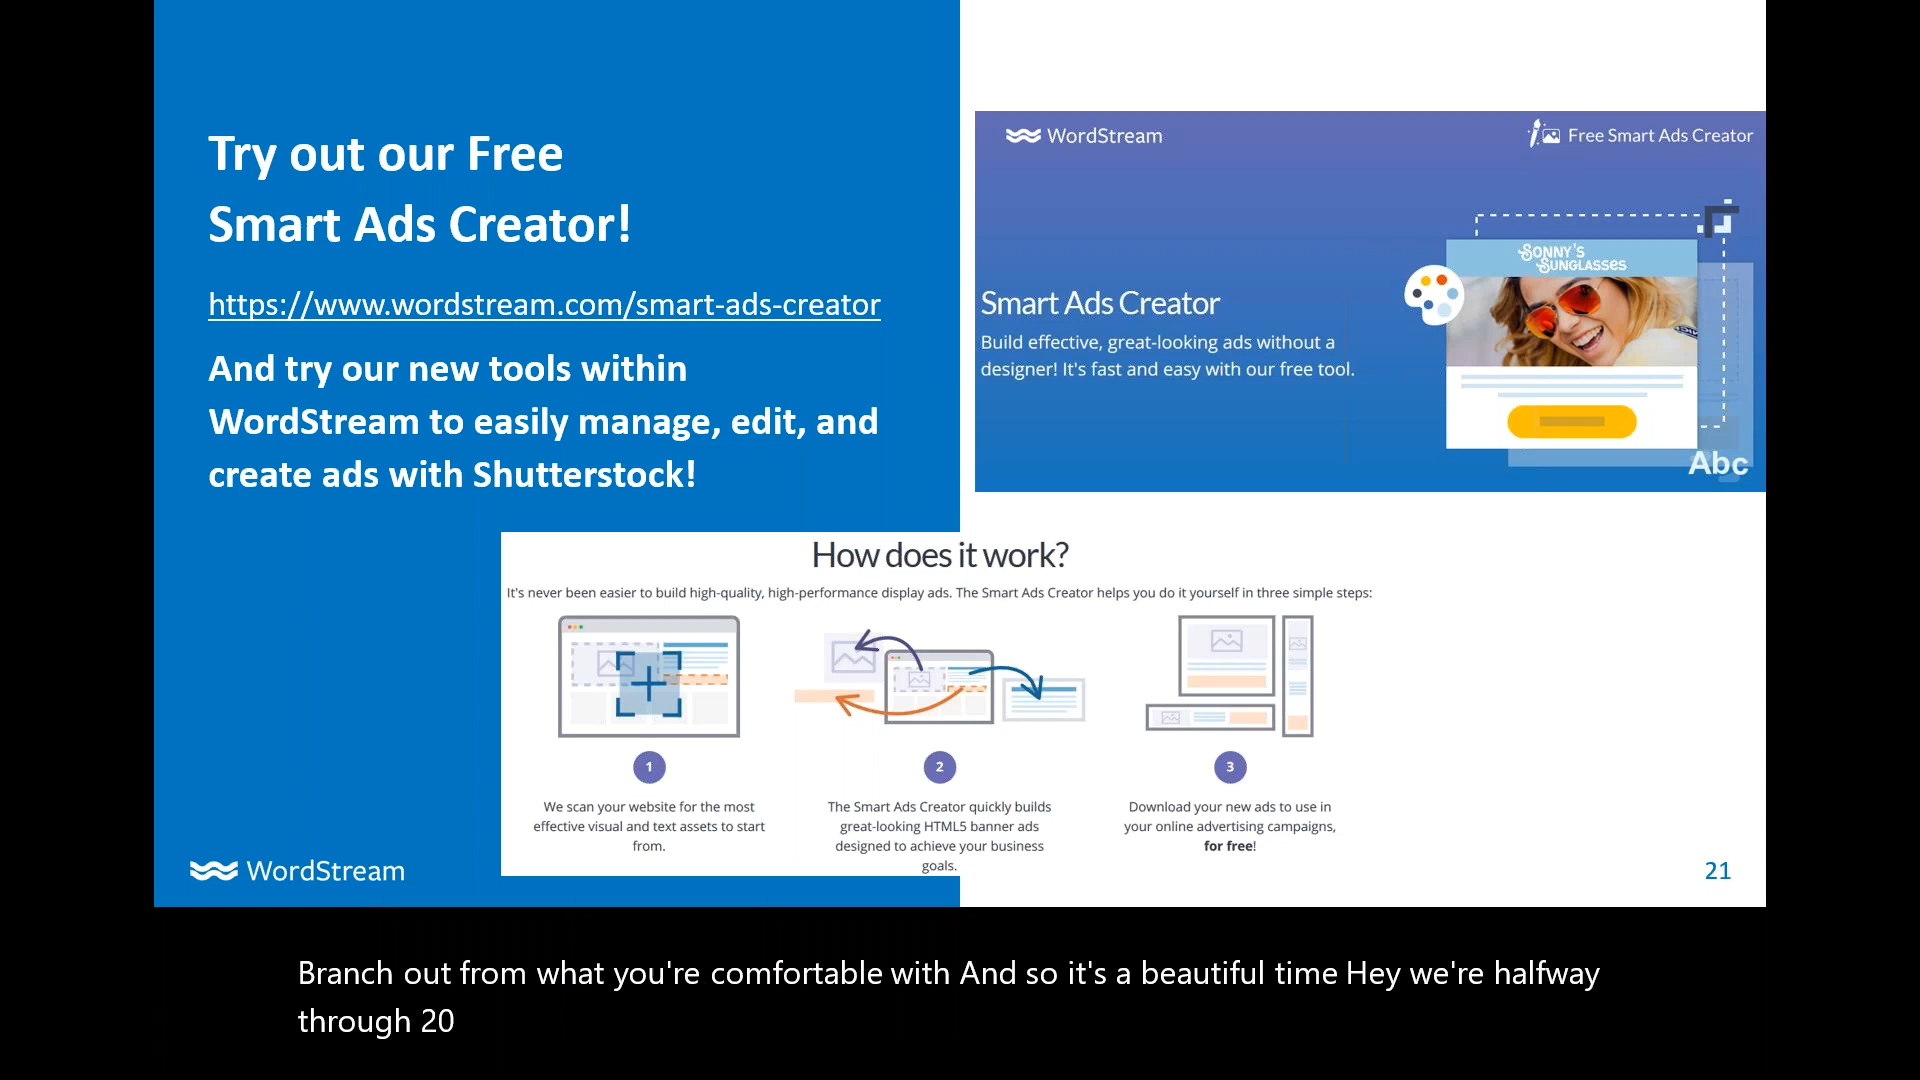 Try out our Free
Smart Ads Creator!
https://www.wordstream.com/smart-ads-creator
And try our new tools within
WordStream to easily manage, edit, and
create ads with Shutterstock!
WordStream
Free Smart Ads Creator
SONNY'S
SUNGLASSES
Smart Ads Creator
Build effective, great-looking ads without a
designer! It's fast and easy with our free tool.
Abc
How does it work?
It's never been easier to build high-quality, high-performance display ads. The Smart Ads Creator helps you do it yourself in three simple steps:
1
We scan your website for the most
effective visual and text assets to start
from.
2
The Smart Ads Creator quickly builds
great-looking HTML5 banner ads
designed to achieve your business
goals.
3
Download your new ads to use in
your online advertising campaigns,
for free!
WordStream
21
Branch out from what you're comfortable with And so it's a beautiful time Hey we're halfway
through 20